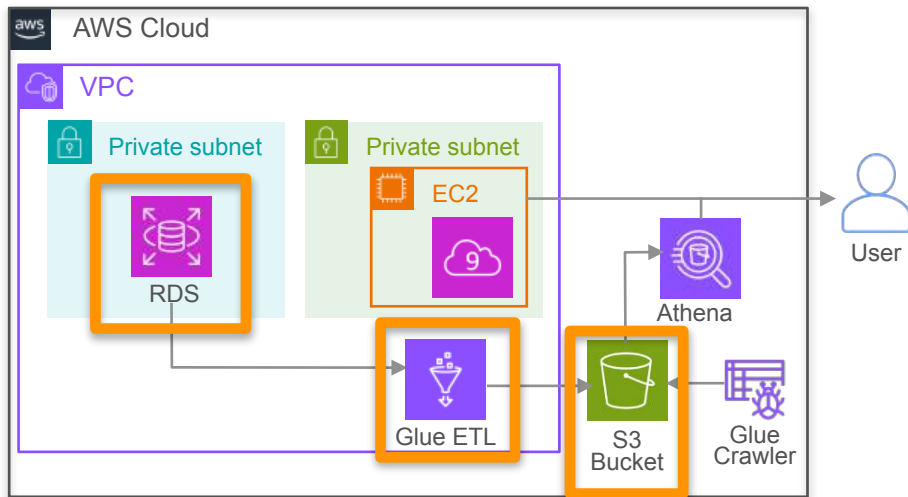 aws
AWS Cloud
VPC
Private subnet
Private subnet
EC2
9
RDS
User
Athena
Glue ETL
S3
Bucket
Glue
Crawler